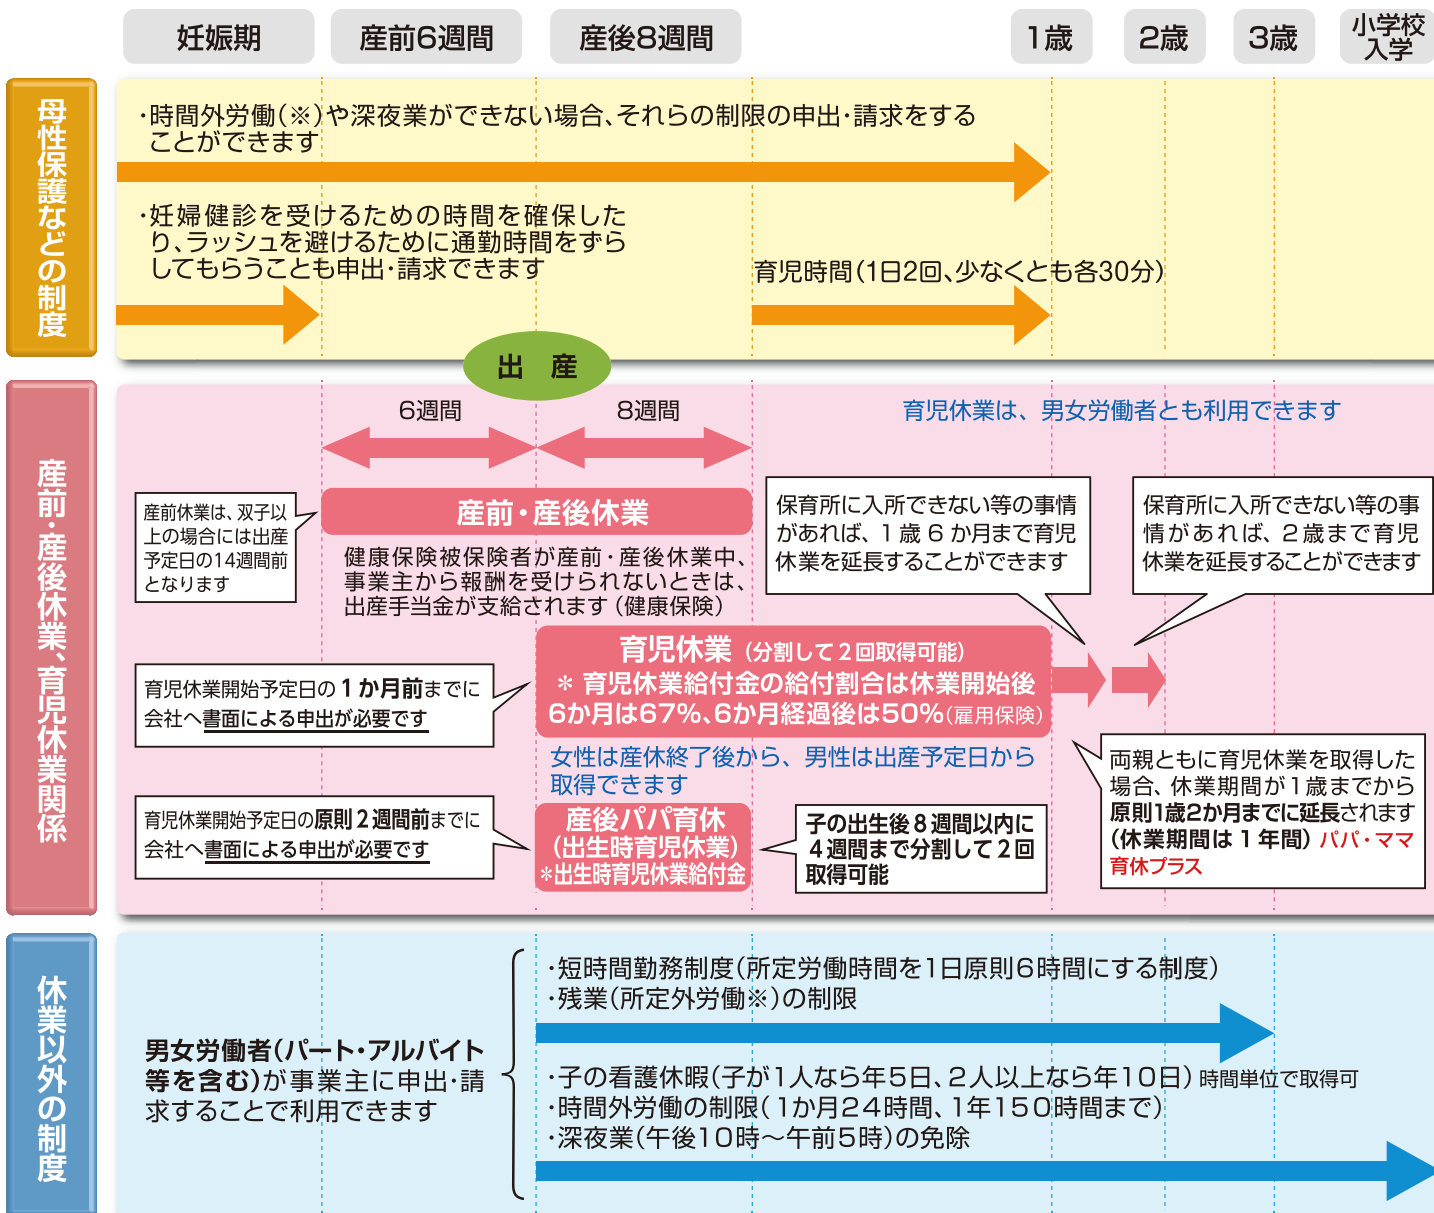 妊娠期
産前6週間
産後8週間
1歳
2歳
3歳
小学校
入学
母性保護などの制度
・時間外労働(※)や深夜業ができない場合、それらの制限の申出・請求をする
ことができます
・妊婦健診を受けるための時間を確保した
り、ラッシュを避けるために通勤時間をずら
してもらうことも申出・請求できます
育児時間(1日2回、少なくとも各30分)
出 産
産前・産後休業、育児休業関係
6週間
8週間
育児休業は、男女労働者とも利用できます
産前休業は、双子以
上の場合には出産
予定日の14週間前
となります
産前・産後休業
健康保険被保険者が産前・産後休業中、
事業主から報酬を受けられないときは、
出産手当金が支給されます(健康保険)
保育所に入所できない等の事情
があれば、1歳6か月まで育児
休業を延長することができます
保育所に入所できない等の事
情があれば、2歳まで育児
休業を延長することができます
育児休業開始予定日の1か月前までに
会社へ書面による申出が必要です
育児休業(分割して2回取得可能)
＊ 育児休業給付金の給付割合は休業開始後
6か月は67%、6か月経過後は50%(雇用保険)
女性は産休終了後から、男性は出産予定日から
取得できます
育児休業開始予定日の原則2週間前までに
会社へ書面による申出が必要です
産後パパ育休
(出生時育児休業)
＊出生時育児休業給付金
子の出生後8週間以内に
4週間まで分割して2回
取得可能
両親ともに育児休業を取得した
場合、休業期間が1歳までから
原則1歳2か月までに延長されます
(休業期間は1年間) パパ・ママ
育休プラス
休業以外の制度
男女労働者(パート・アルバイト
等を含む)が事業主に申出・請
求することで利用できます
・短時間勤務制度(所定労働時間を1日原則6時間にする制度)
・残業(所定外労働※)の制限
・子の看護休暇(子が1人なら年5日、2人以上なら年10日) 時間単位で取得可
・時間外労働の制限(1か月24時間、1年150時間まで)
・深夜業(午後10時～午前5時)の免除